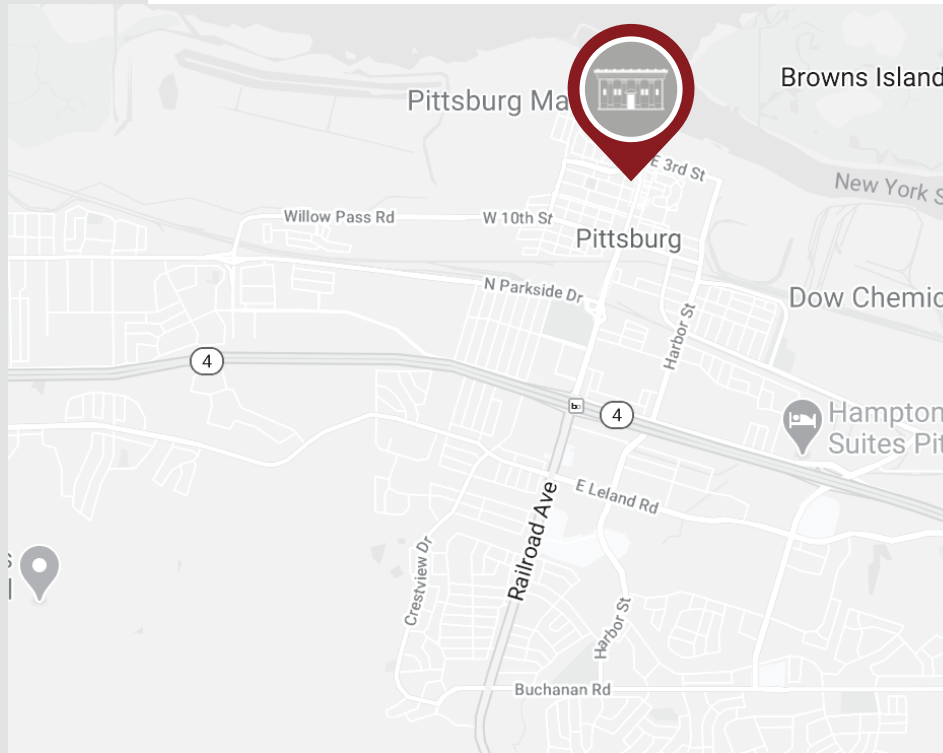 Browns Island
Pittsburg Ma
E 3rd St
New York S
Willow Pass Rd
W 10th St
Pittsburg
N Parkside Dr
Dow Chemic
Harbor St
4
4
Hampton
Suites Pit
E Leland Rd
Railroad Ave
Crestview Dr
Harbor St
Buchanan Rd